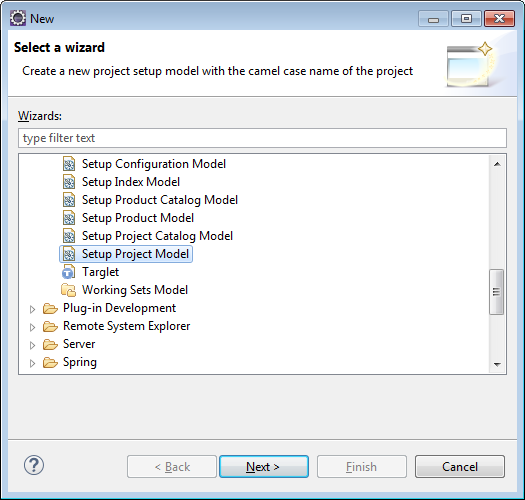 New
Select a wizard
Create a new project setup model with the camel case name of the project
Wizards:
type filter text
Setup Configuration Model
Setup Index Model
Setup Product Catalog Model
Setup Product Model
Setup Project Catalog Model
Setup Project Model
Targlet
Working Sets Model
Plug-in Development
Remote System Explorer
Server
Spring
?
< Back
Next >
Finish
Cancel